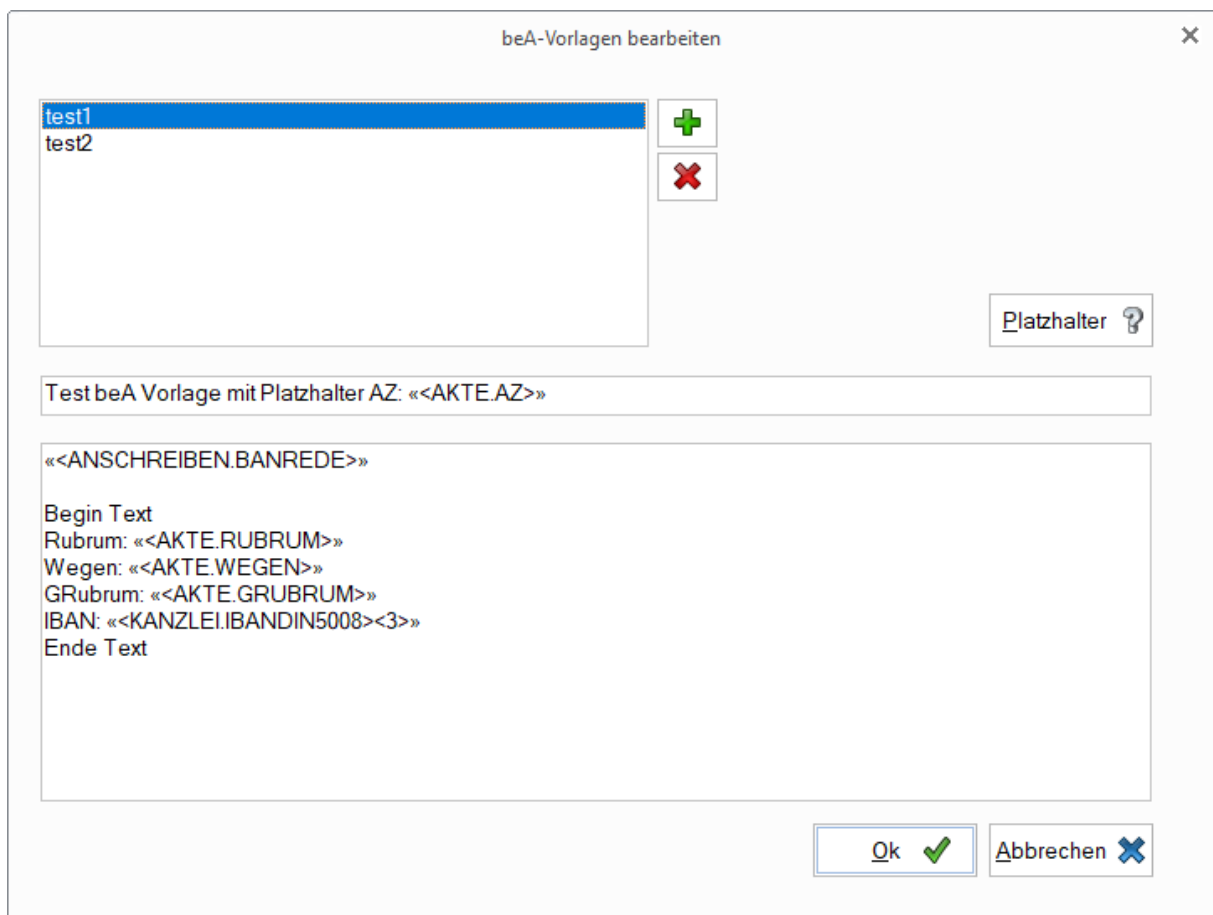 beA-Vorlagen bearbeiten
test1
test2
Platzhalter
Test beA Vorlage mit Platzhalter AZ: «<AKTE.AZ>»
«<ANSCHREIBEN.BANREDE>»
Begin Text
Rubrum: «<AKTE.RUBRUM>»
Wegen: «<AKTE.WEGEN>»
GRubrum: «<AKTE.GRUBRUM>»
IBAN: «<KANZLEI.IBANDIN5008><3>»
Ende Text
Ok
Abbrechen